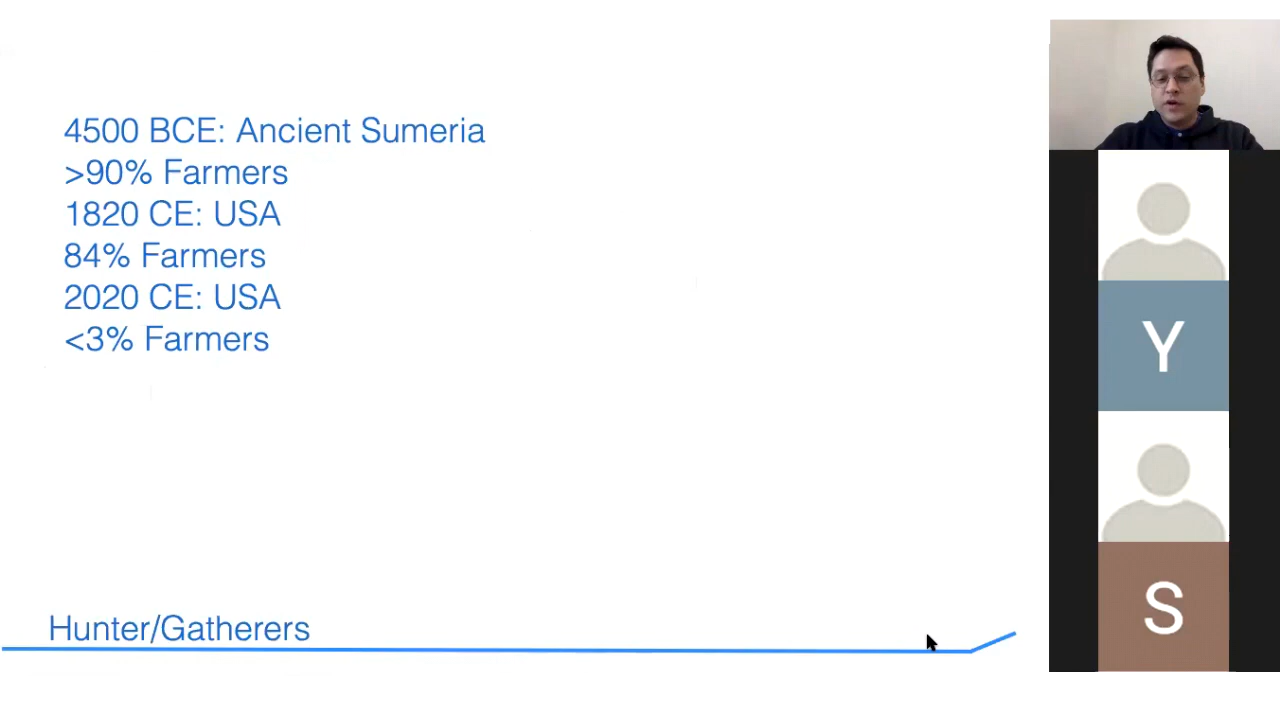 4500 BCE: Ancient Sumeria
>90% Farmers
1820 CE: USA
84% Farmers
2020 CE: USA
<3% Farmers
Hunter/Gatherers
Y
S